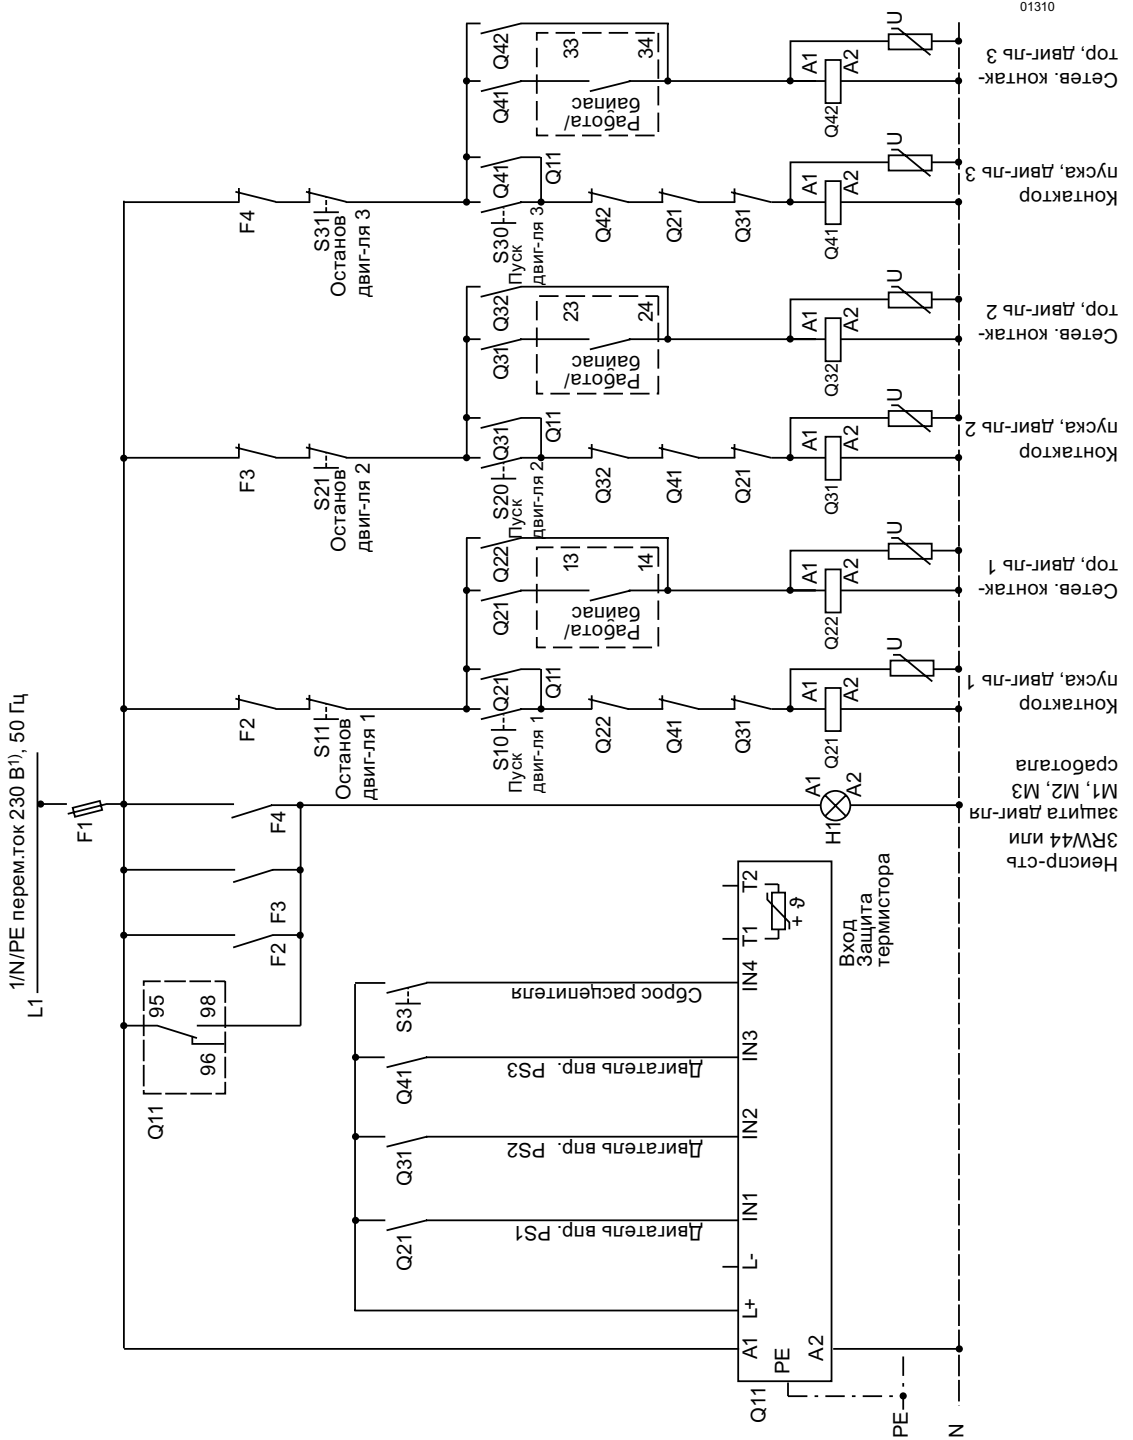 01310
1/N/PE перем.ток 230 В1), 50 Гц
L1
F1
Q11
95
96
98
F2
F3
F4
F2
S11
Останов
двиг-ля 1
S10
Пуск
двиг-ля 1
Q21
Q11
Q22
Q41
Q31
Q21
A1
A2
U
Контактор
пуска, двиг-ль 1
Q21
Q22
Работа/
байпас
13
14
Q22
A1
A2
U
Сетев. контак-
тор, двиг-ль 1
F3
S21
Останов
двиг-ля 2
S20
Пуск
двиг-ля 2
Q31
Q11
Q32
Q41
Q21
Q31
A1
A2
U
Контактор
пуска, двиг-ль 2
Q31
Q32
Работа/
байпас
23
24
Q32
A1
A2
U
Сетев. контак-
тор, двиг-ль 2
F4
S31
Останов
двиг-ля 3
S30
Пуск
двиг-ля 3
Q41
Q11
Q42
Q21
Q31
Q41
A1
A2
U
Контактор
пуска, двиг-ль 3
Q41
Q42
Работа/
байпас
33
34
Q42
A1
A2
U
Сетев. контак-
тор, двиг-ль 3
H1
A1
A2
Неиспр-сть
3RW44 или
защита двиг-ля
M1, M2, M3
сработала
Q21
Q31
Q41
S3
Двигатель впр. PS1
Двигатель впр. PS2
Двигатель впр. PS3
Сброс расцепителя
A1
L+
L-
IN1
IN2
IN3
IN4
T1
T2
PE
A2
+ ϑ
Q11
Вход
Защита
термистора
PE
N